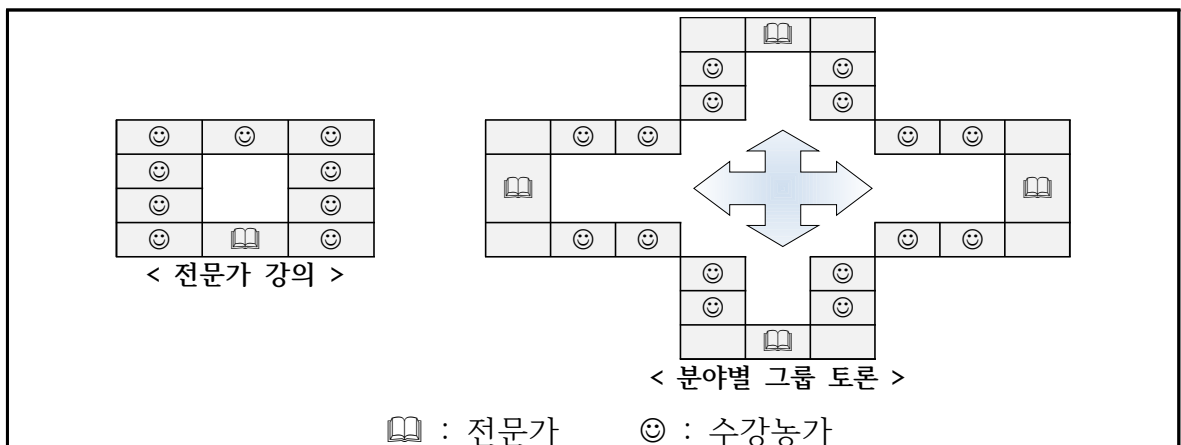 < 전문가 강의 >
< 분야별 그룹 토론 >
🕮 : 전문가 ☺ : 수강농가